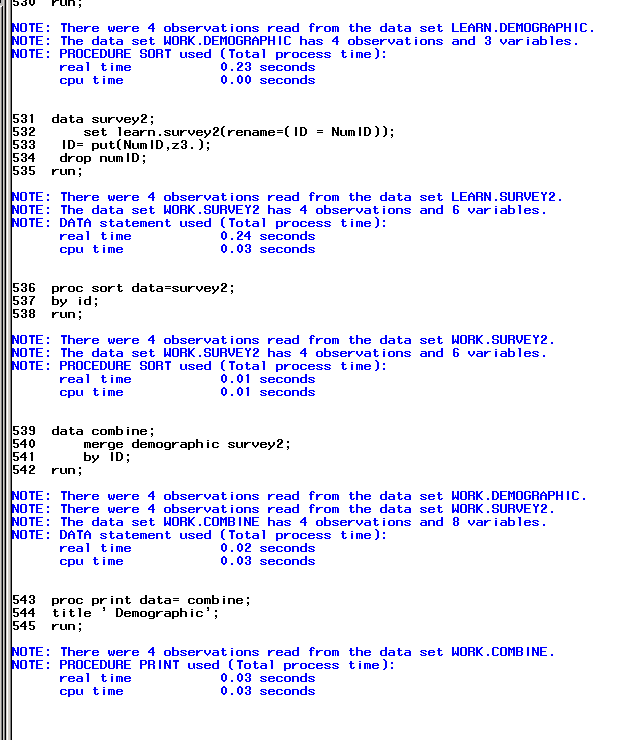 530  run;
NOTE: There were 4 observations read from the data set LEARN.DEMOGRAPHIC.
NOTE: The data set WORK.DEMOGRAPHIC has 4 observations and 3 variables.
NOTE: PROCEDURE SORT used (Total process time):
      real time           0.23 seconds
      cpu time            0.00 seconds
531  data survey2;
532      set learn.survey2(rename=(ID = NumID));
533   ID= put(NumID,z3.);
534   drop numID;
535  run;
NOTE: There were 4 observations read from the data set LEARN.SURVEY2.
NOTE: The data set WORK.SURVEY2 has 4 observations and 6 variables.
NOTE: DATA statement used (Total process time):
      real time           0.24 seconds
      cpu time            0.03 seconds
536  proc sort data=survey2;
537  by id;
538  run;
NOTE: There were 4 observations read from the data set WORK.SURVEY2.
NOTE: The data set WORK.SURVEY2 has 4 observations and 6 variables.
NOTE: PROCEDURE SORT used (Total process time):
      real time           0.01 seconds
      cpu time            0.01 seconds
539  data combine;
540      merge demographic survey2;
541      by ID;
542  run;
NOTE: There were 4 observations read from the data set WORK.DEMOGRAPHIC.
NOTE: There were 4 observations read from the data set WORK.SURVEY2.
NOTE: The data set WORK.COMBINE has 4 observations and 8 variables.
NOTE: DATA statement used (Total process time):
      real time           0.02 seconds
      cpu time            0.03 seconds
543  proc print data= combine;
544  title ' Demographic';
545  run;
NOTE: There were 4 observations read from the data set WORK.COMBINE.
NOTE: PROCEDURE PRINT used (Total process time):
      real time           0.03 seconds
      cpu time            0.03 seconds